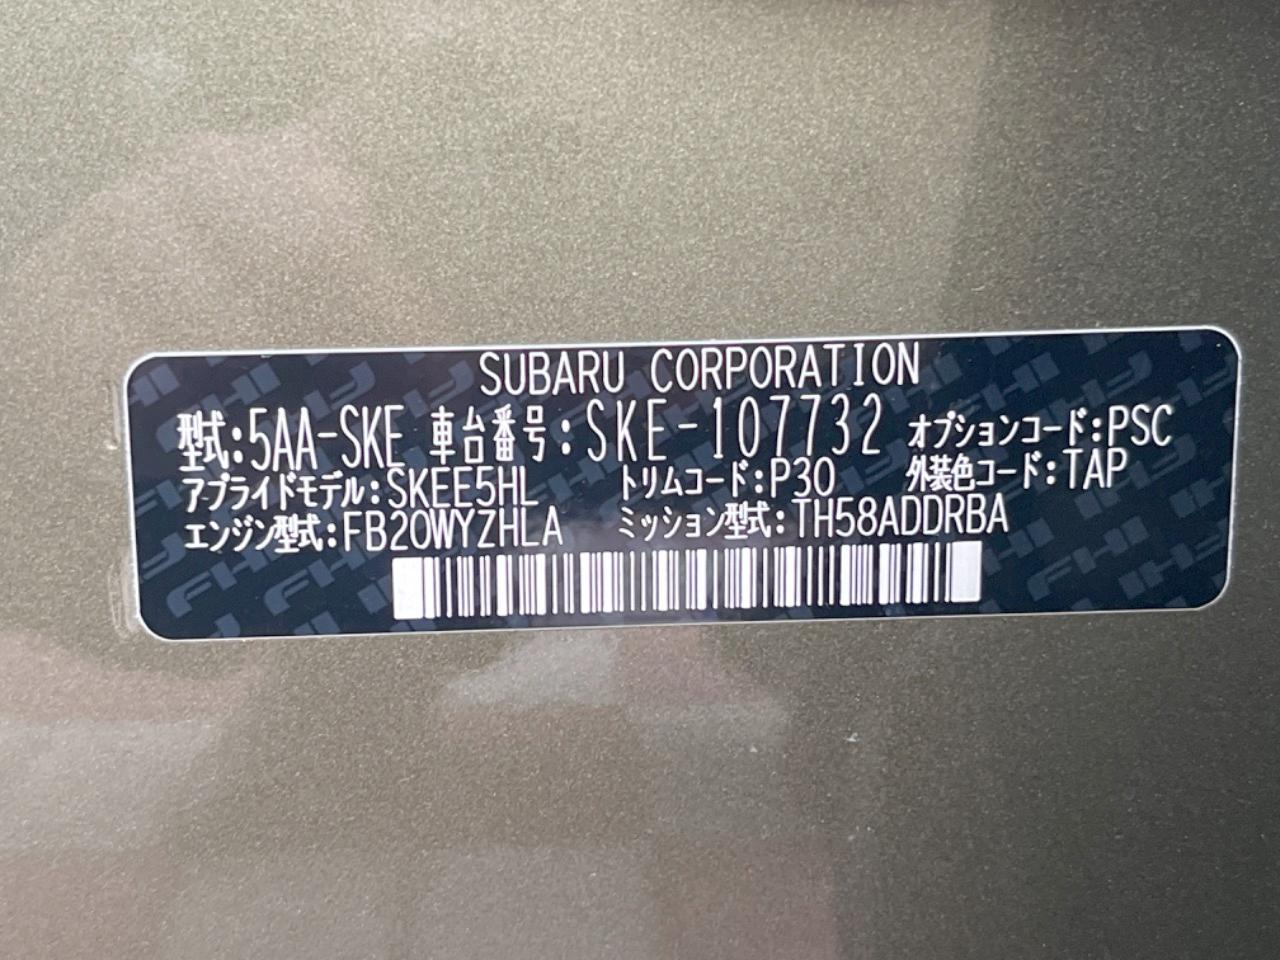 SUBARU CORPORATION
型式:5AA-SKE 車台番号:SKE-107732 オプションコード:PSC
アプライドモデル:SKEE5HL トリムコード:P30 外装色コード:TAP
エンジン型式:FB20WYZHLA ミッション型式:TH58ADDRBA